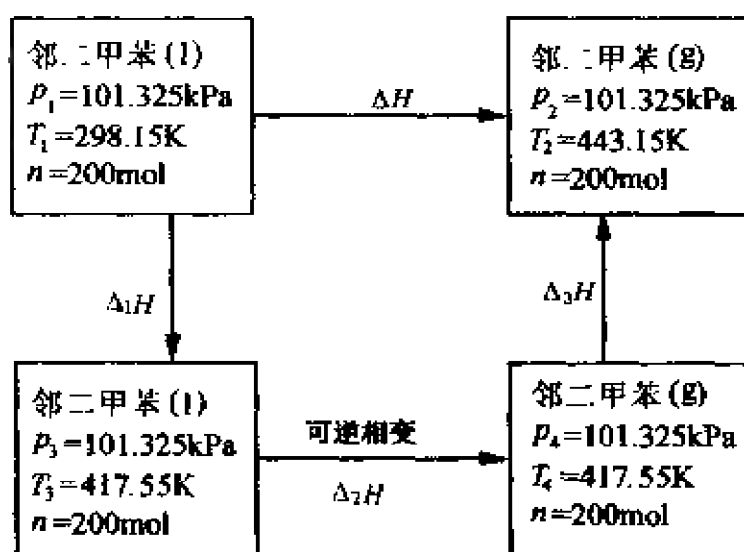 邻二甲苯(l)
p₁=101.325kPa
T₁=298.15K
n=200mol
ΔH
邻二甲苯(g)
p₂=101.325kPa
T₂=443.15K
n=200mol
Δ₁H
Δ₃H
邻二甲苯(l)
p₃=101.325kPa
T₃=417.55K
n=200mol
可逆相变
Δ₂H
邻二甲苯(g)
p₄=101.325kPa
T₄=417.55K
n=200mol